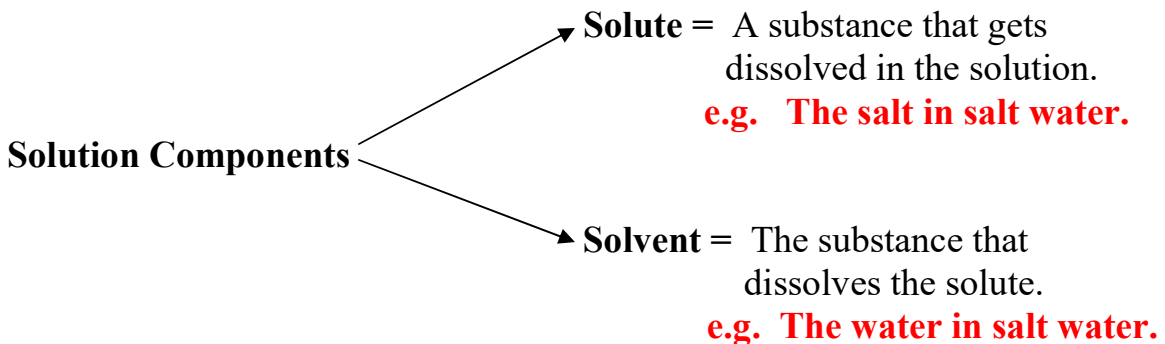 Solute = A substance that gets
dissolved in the solution.
e.g. The salt in salt water.
Solution Components
Solvent = The substance that
dissolves the solute.
e.g. The water in salt water.